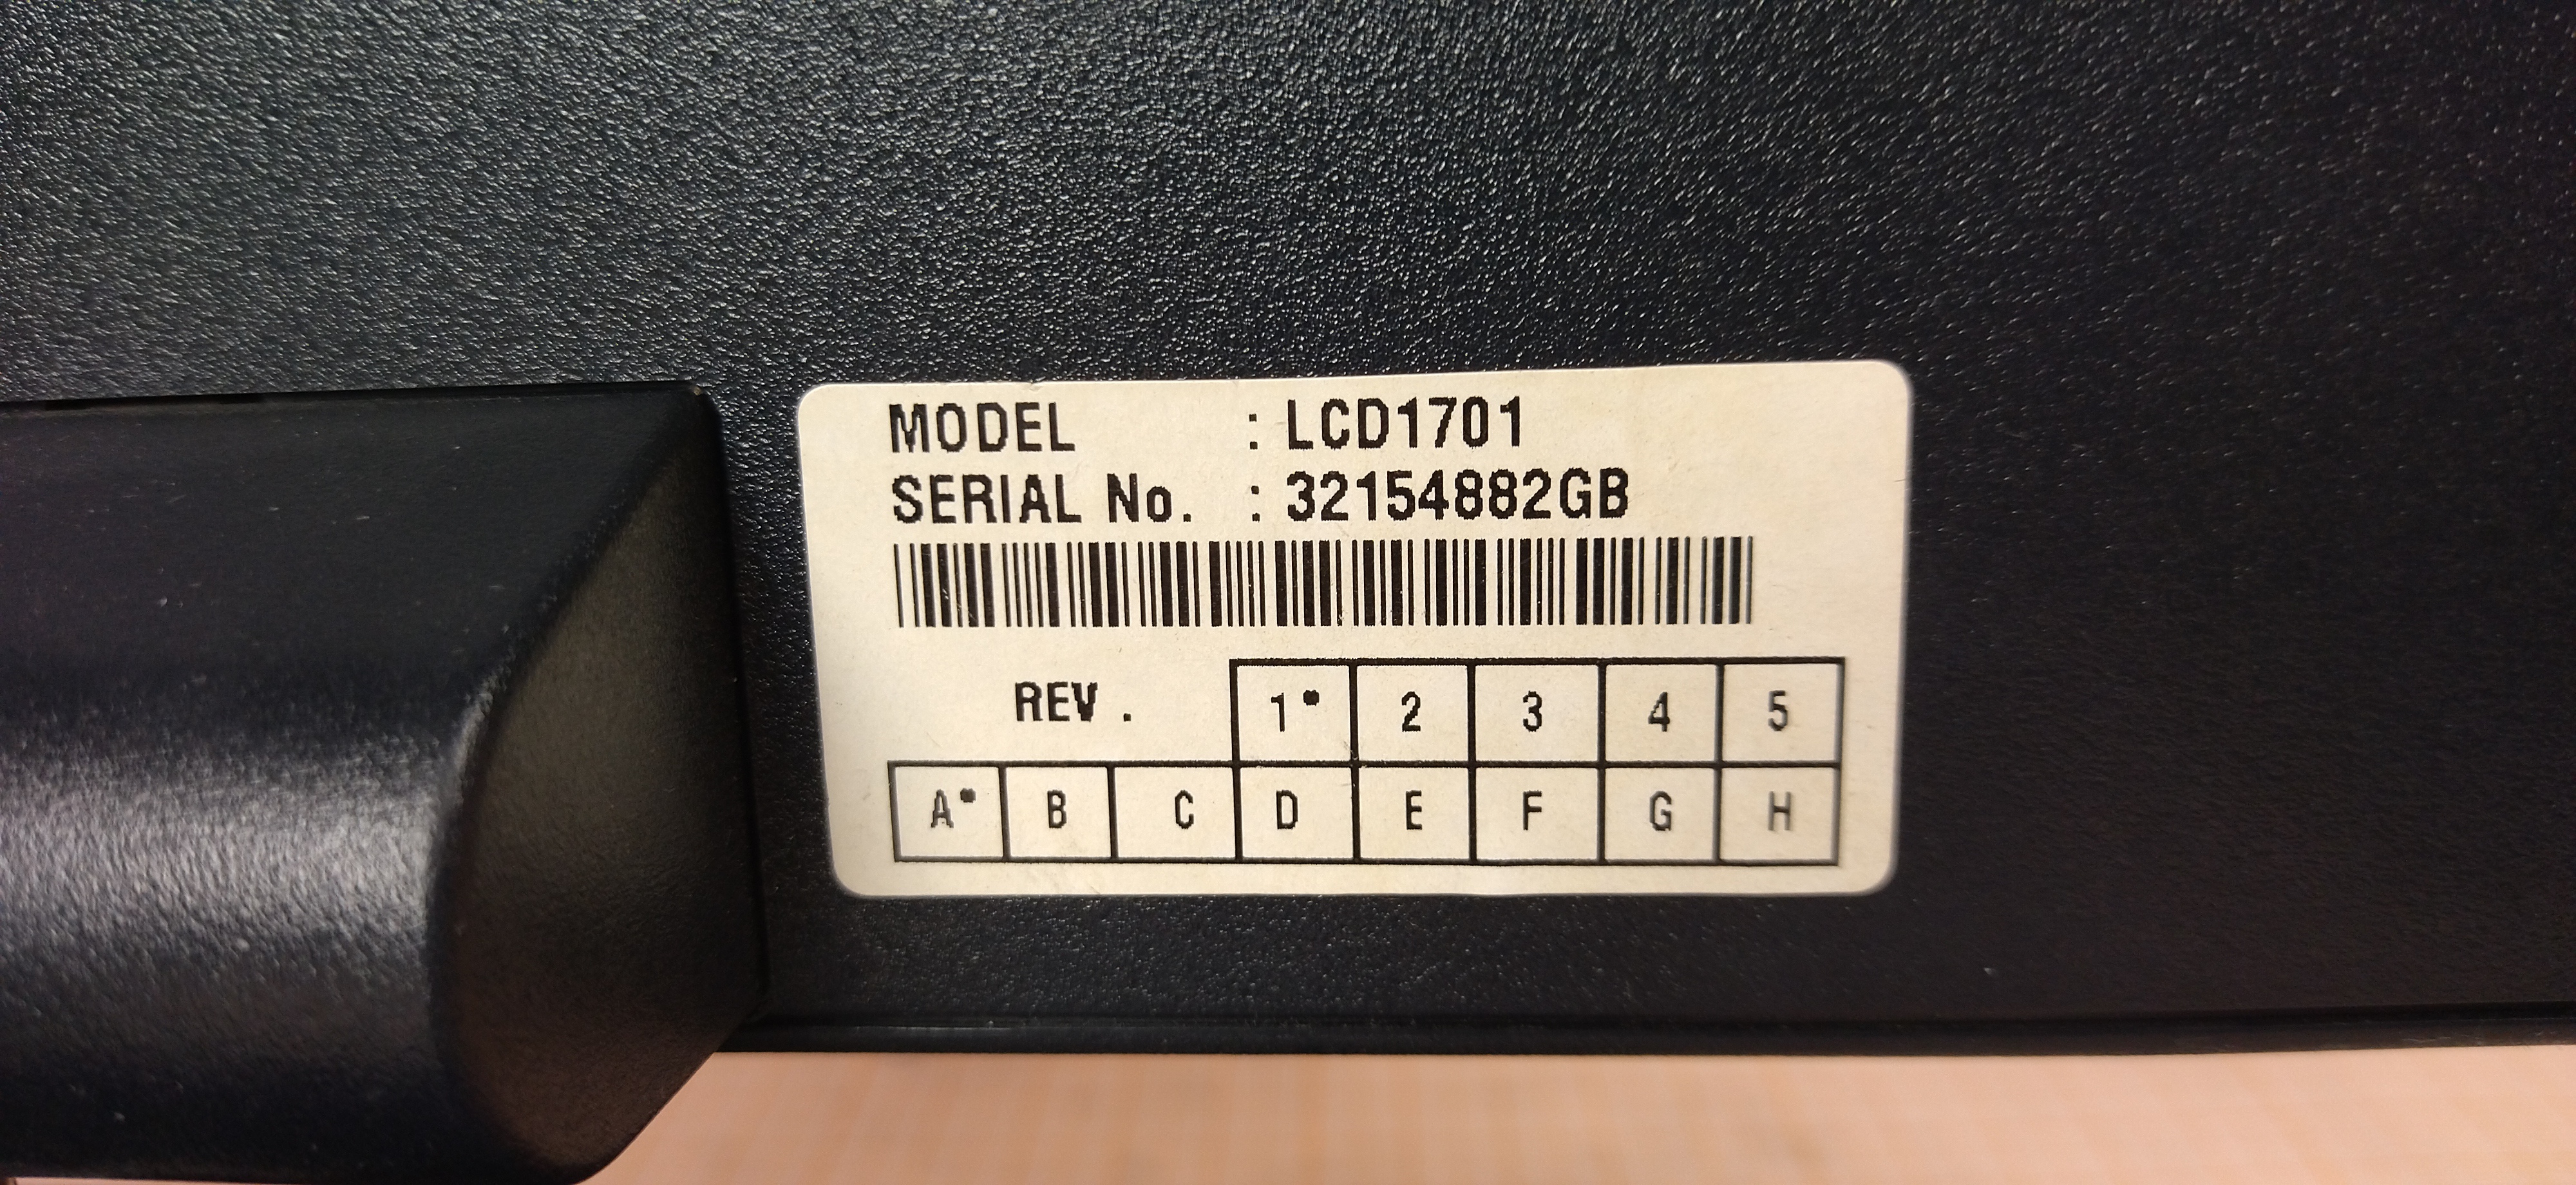 MODEL : LCD1701
SERIAL No. : 32154882GB
REV. 1• 2 3 4 5
A• B C D E F G H